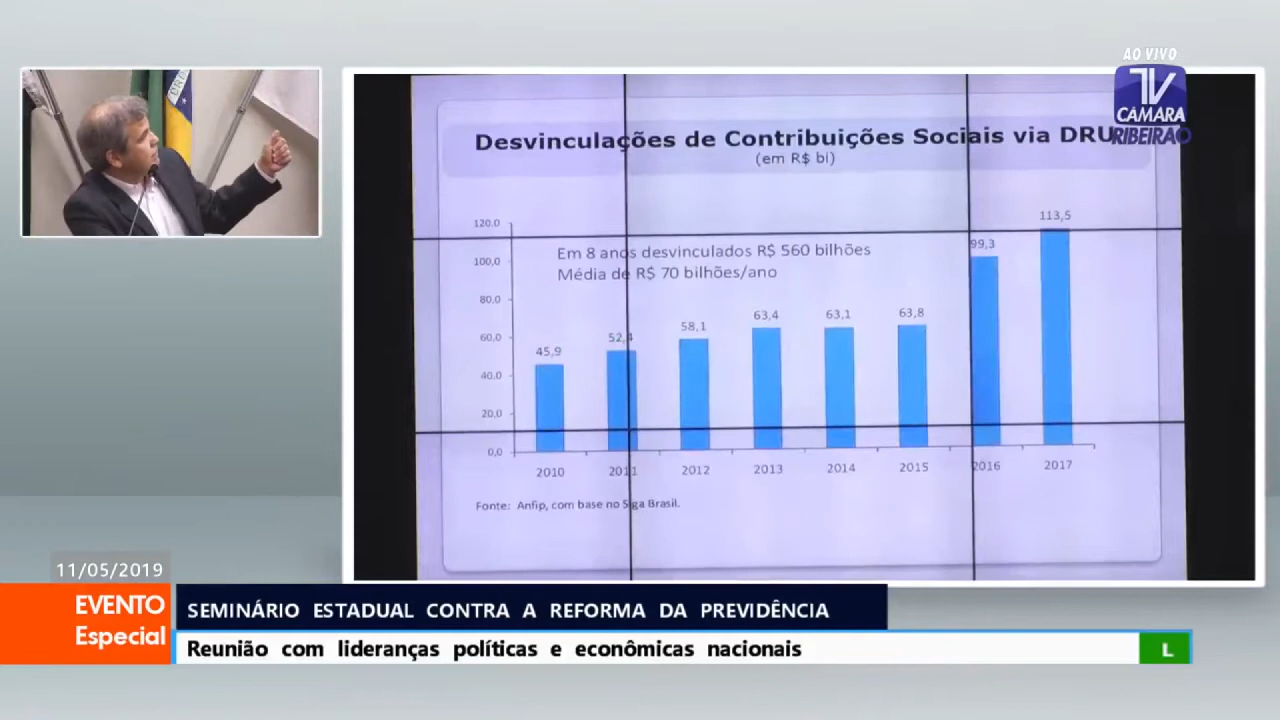 AO VIVO
TV
CÂMARA
RIBEIRÃO
Desvinculações de Contribuições Sociais via DRU
(em R$ bi)
120.0
100,0
80.0
60.0
40.0
20.0
0,0
Em 8 anos desvinculados R$ 560 bilhões
Média de R$ 70 bilhões/ano
45,9
52,4
58,1
63,4
63,1
63,8
99,3
113,5
2010 2011 2012 2013 2014 2015 2016 2017
Fonte: Anfip, com base no Siga Brasil.
11/05/2019
EVENTO
Especial
SEMINÁRIO ESTADUAL CONTRA A REFORMA DA PREVIDÊNCIA
Reunião com lideranças políticas e econômicas nacionais
L